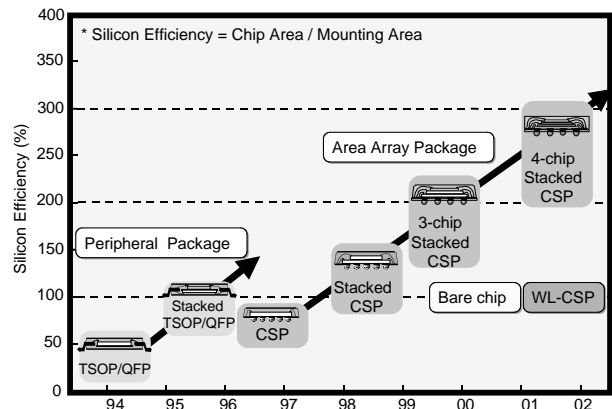 * Silicon Efficiency = Chip Area / Mounting Area
Silicon Efficiency (%)
400
350
300
250
200
150
100
50
0
Area Array Package
4-chip
Stacked
CSP
3-chip
Stacked
CSP
Peripheral Package
Stacked
CSP
Stacked
TSOP/QFP
CSP
TSOP/QFP
Bare chip
WL-CSP
94 95 96 97 98 99 00 01 02